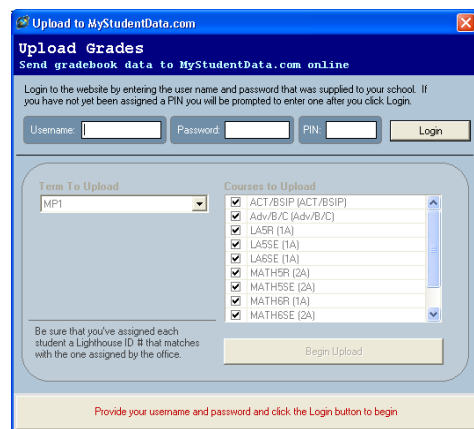 Upload to MyStudentData.com
Upload Grades
Send gradebook data to MyStudentData.com online
Login to the website by entering the user name and password that was supplied to your school. If
you have not yet been assigned a PIN you will be prompted to enter one after you click Login.
Username: Password: PIN: Login
Term To Upload
MP1
Courses to Upload
ACT/BSIP (ACT/BSIP)
Adv/B/C (Adv/B/C)
LA5R (1A)
LA5SE (1A)
LA6SE (1A)
MATH5R (2A)
MATH5SE (2A)
MATH6R (1A)
MATH6SE (2A)
Be sure that you've assigned each
student a Lighthouse ID # that matches
with the one assigned by the office.
Begin Upload
Provide your username and password and click the Login button to begin